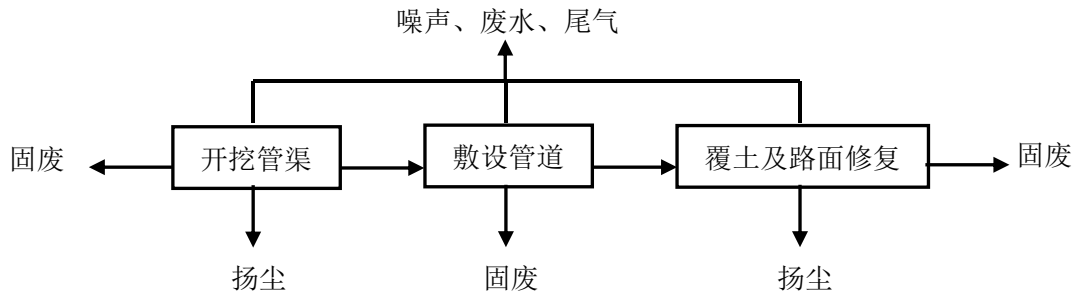 噪声、废水、尾气
固废
开挖管渠
敷设管道
覆土及路面修复
固废
扬尘
固废
扬尘